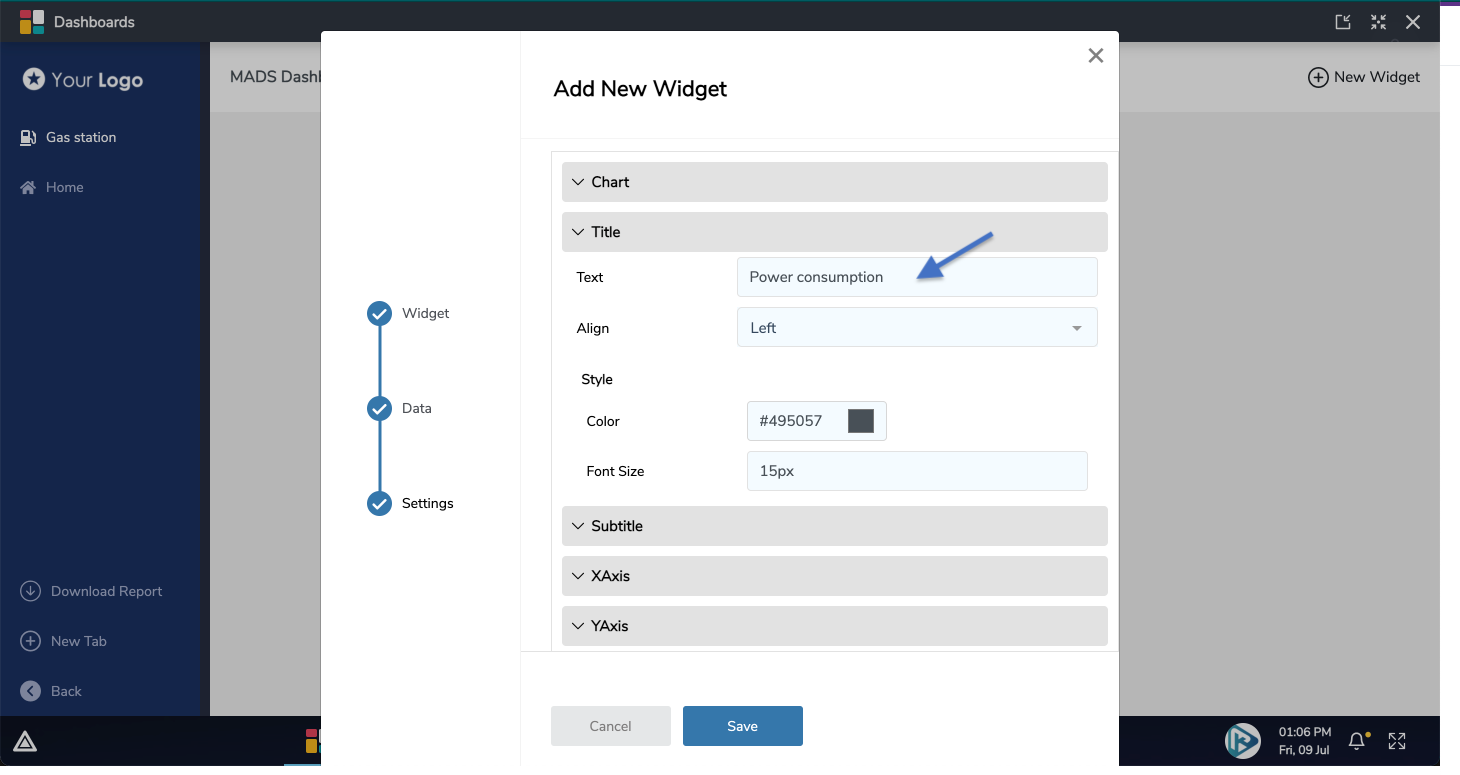 Dashboards
Your Logo
MADS Dashb
New Widget
Gas station
Home
Download Report
New Tab
Back
Add New Widget
Widget
Data
Settings
Chart
Title
Text
Power consumption
Align
Left
Style
Color
#495057
Font Size
15px
Subtitle
XAxis
YAxis
Cancel
Save
01:06 PM
Fri, 09 Jul